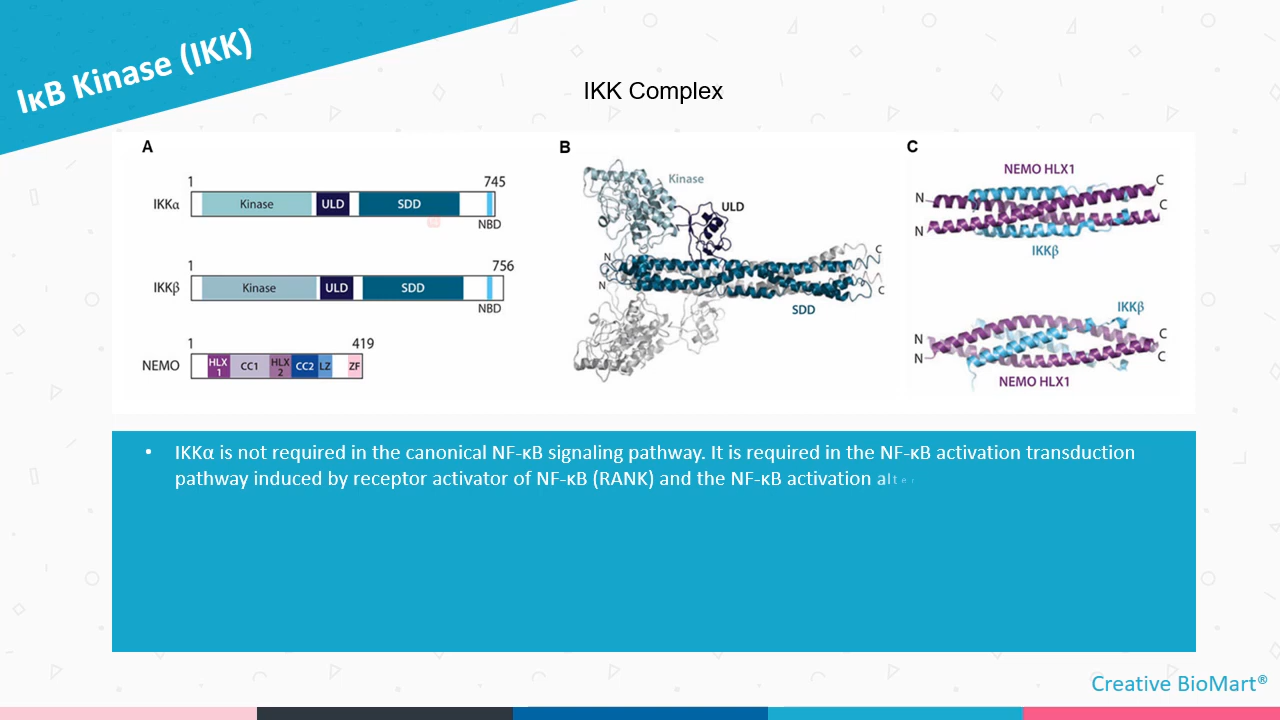 IκB Kinase (IKK)
IKK Complex
A
1 745
IKKα Kinase ULD SDD
NBD
1 756
IKKβ Kinase ULD SDD
NBD
1 419
NEMO HLX 1 CC1 HLX 2 CC2 LZ ZF
B
Kinase
ULD
N
N
C
C
SDD
C
NEMO HLX1
N C
N C
IKKβ
IKKβ
N C
N C
NEMO HLX1
• IKKα is not required in the canonical NF-κB signaling pathway. It is required in the NF-κB activation transduction
pathway induced by receptor activator of NF-κB (RANK) and the NF-κB activation alter
Creative BioMart®